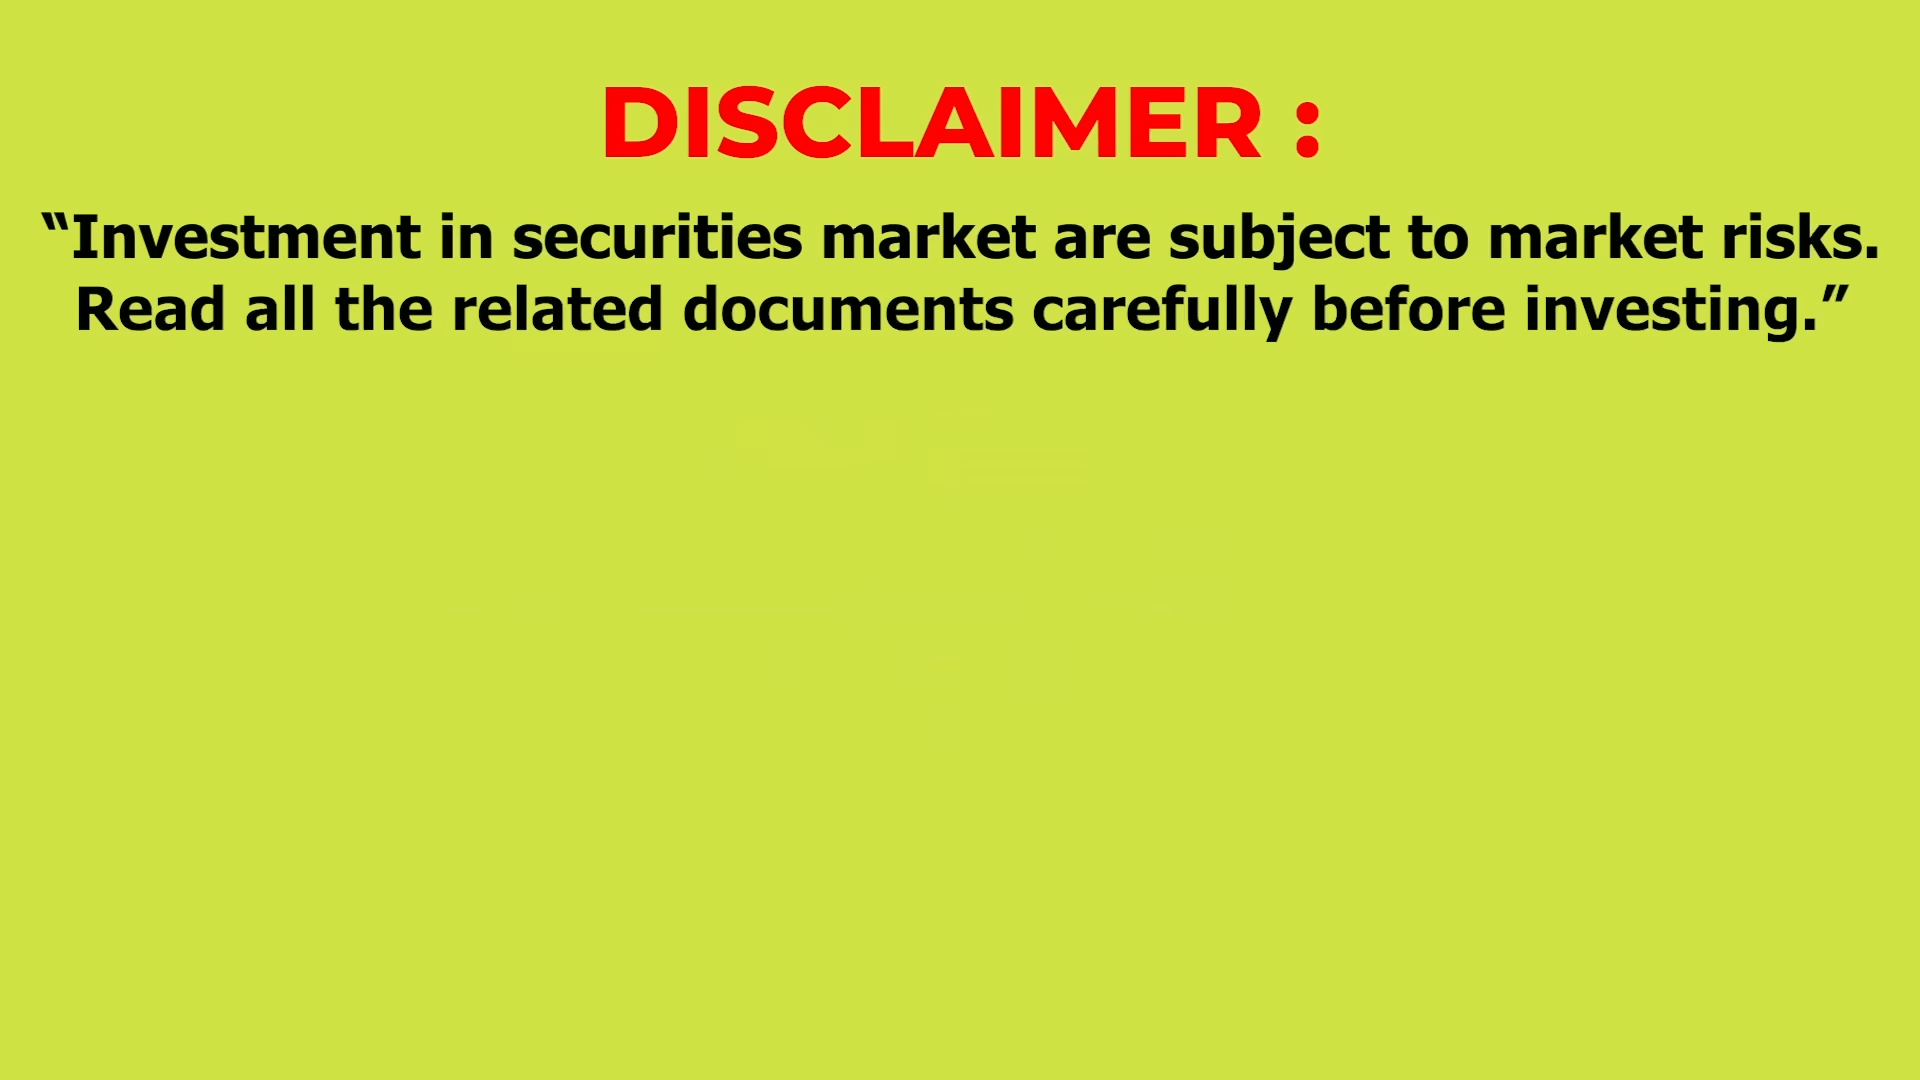 DISCLAIMER :
“Investment in securities market are subject to market risks.
Read all the related documents carefully before investing.”